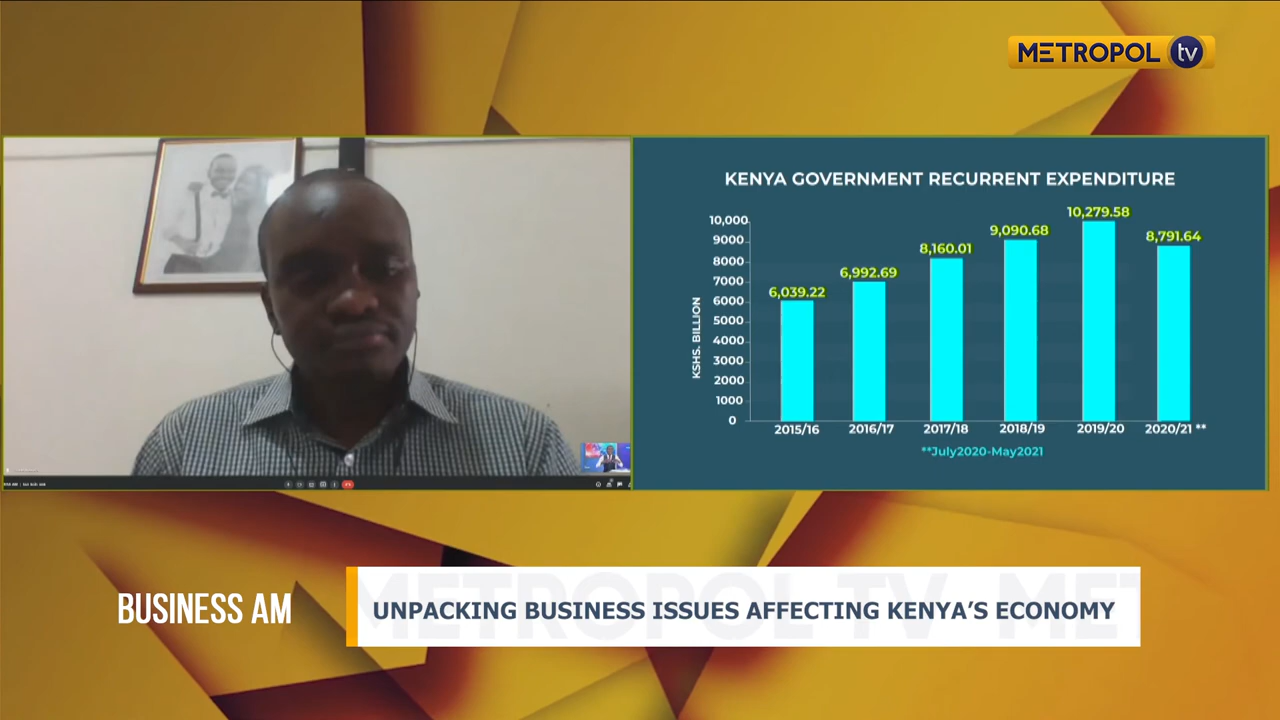 METROPOL tv
KENYA GOVERNMENT RECURRENT EXPENDITURE
KSHS. BILLION
10,000
9000
8000
7000
6000
5000
4000
3000
2000
1000
0
6,039.22
6,992.69
8,160.01
9,090.68
10,279.58
8,791.64
2015/16 2016/17 2017/18 2018/19 2019/20 2020/21 **
**July2020-May2021
BUSINESS AM
UNPACKING BUSINESS ISSUES AFFECTING KENYA’S ECONOMY
METROPOL TV MET